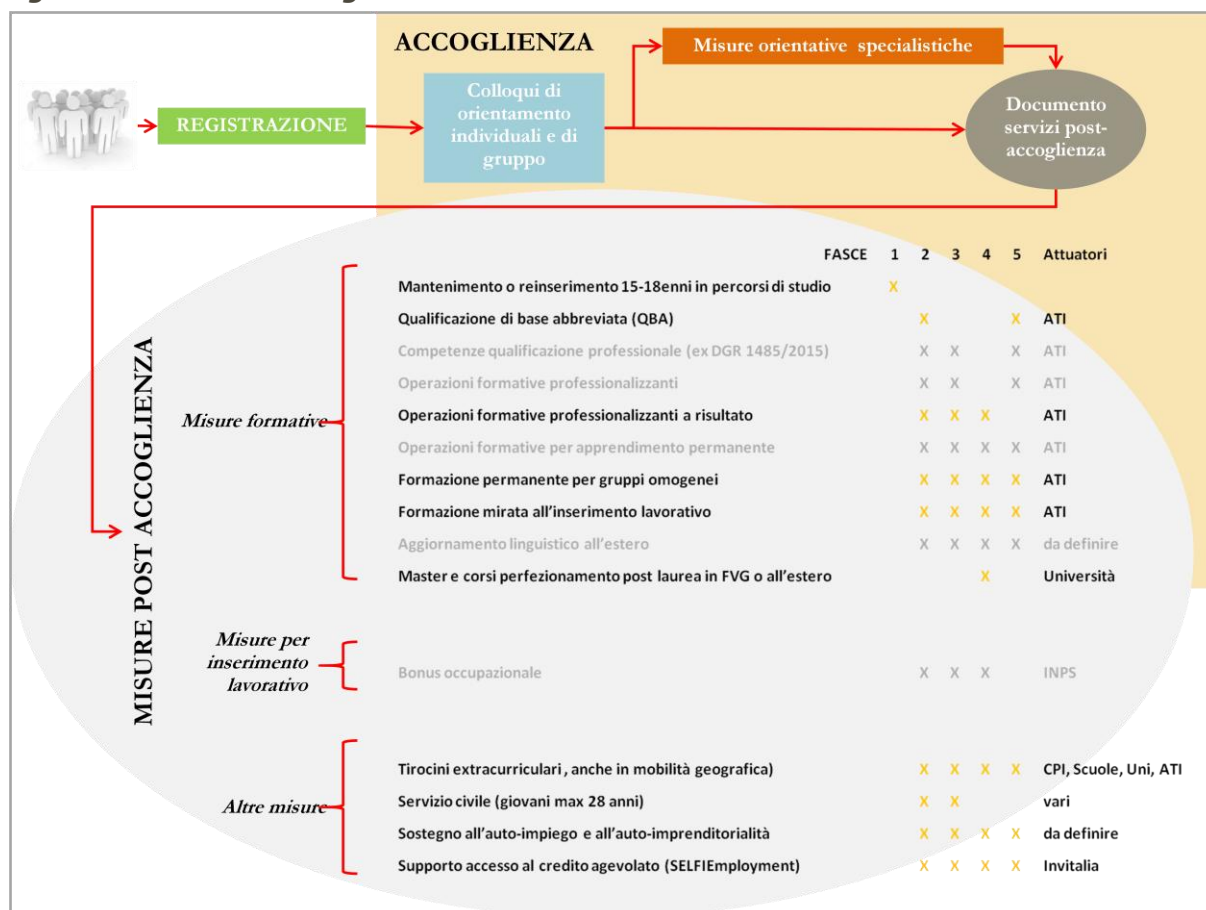 ACCOGLIENZA
Misure orientative specialistiche
REGISTRAZIONE
Colloqui di
orientamento
individuali e di
gruppo
Documento
servizi post-
accoglienza
MISURE POST ACCOGLIENZA
FASCE 1 2 3 4 5 Attuatori
Misure formative
Mantenimento o reinserimento 15-18enni in percorsi di studio X
Qualificazione di base abbreviata (QBA) X X ATI
Competenze qualificazione professionale (ex DGR 1485/2015) X X X ATI
Operazioni formative professionalizzanti X X X ATI
Operazioni formative professionalizzanti a risultato X X X ATI
Operazioni formative per apprendimento permanente X X X X ATI
Formazione permanente per gruppi omogenei X X X X ATI
Formazione mirata all'inserimento lavorativo X X X X ATI
Aggiornamento linguistico all'estero X X X X da definire
Master e corsi perfezionamento post laurea in FVG o all'estero X Università
Misure per
inserimento
lavorativo
Bonus occupazionale X X X INPS
Altre misure
Tirocini extracurriculari , anche in mobilità geografica) X X X X CPI, Scuole, Uni, ATI
Servizio civile (giovani max 28 anni) X X vari
Sostegno all'auto-impiego e all'auto-imprenditorialità X X X X da definire
Supporto accesso al credito agevolato (SELFIEmployment) X X X X Invitalia